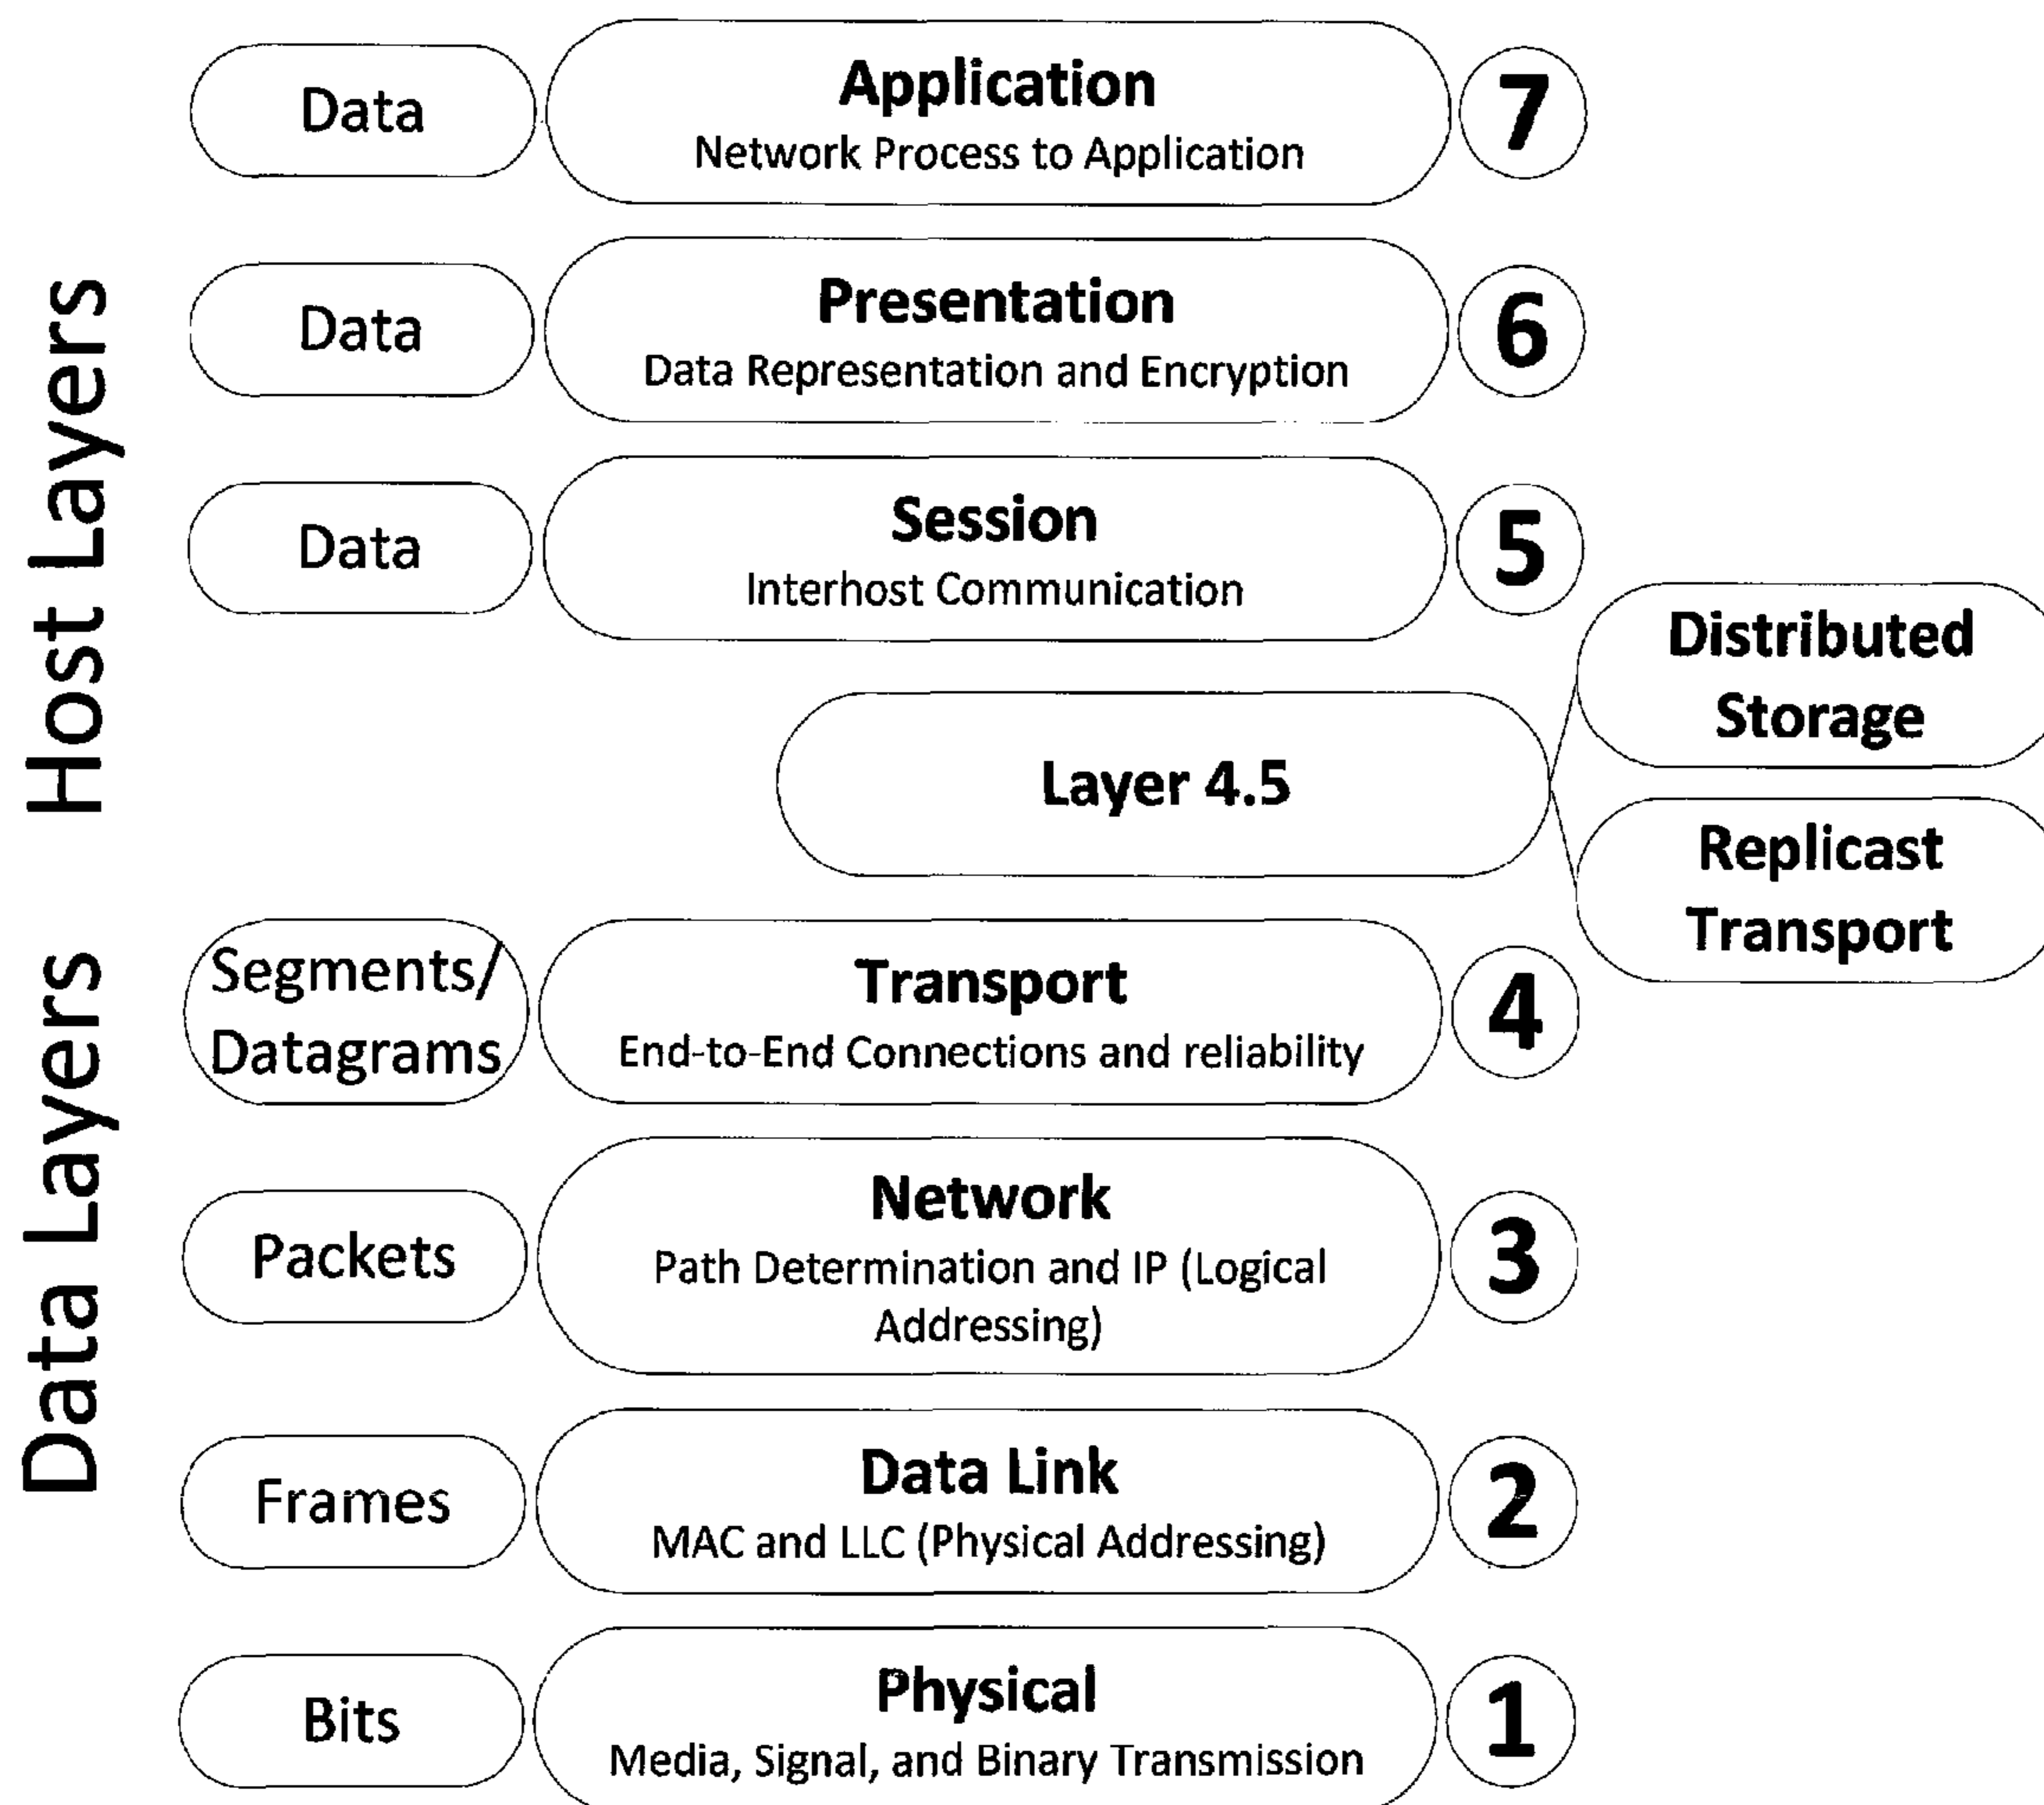 Host Layers
Data
Application
Network Process to Application
7
Data
Presentation
Data Representation and Encryption
6
Data
Session
Interhost Communication
5
Layer 4.5
Distributed
Storage
Replicast
Transport
Data Layers
Segments/
Datagrams
Transport
End-to-End Connections and reliability
4
Packets
Network
Path Determination and IP (Logical
Addressing)
3
Frames
Data Link
MAC and LLC (Physical Addressing)
2
Bits
Physical
Media, Signal, and Binary Transmission
1